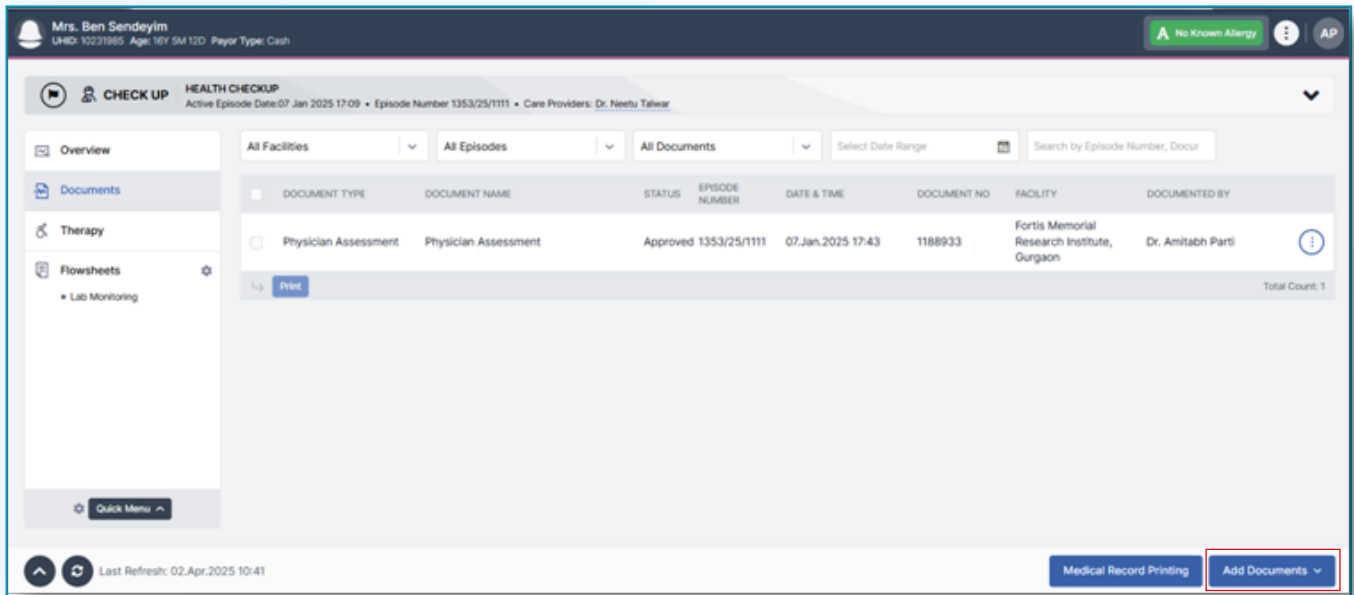 Mrs. Ben Sendeyim
UHID: 10231985 Age: 16Y 5M 12D Payor Type: Cash
A No Known Allergy
AP
CHECK UP
HEALTH CHECKUP
Active Episode Date:07 Jan 2025 17:09 • Episode Number 1353/25/1111 • Care Providers: Dr. Neetu Talwar
Overview
Documents
Therapy
Flowsheets
• Lab Monitoring
Quick Menu
All Facilities
All Episodes
All Documents
Select Date Range
Search by Episode Number, Docur
DOCUMENT TYPE
DOCUMENT NAME
STATUS
EPISODE
NUMBER
DATE & TIME
DOCUMENT NO
FACILITY
DOCUMENTED BY
Physician Assessment
Physician Assessment
Approved
1353/25/1111
07.Jan.2025 17:43
1188933
Fortis Memorial
Research Institute,
Gurgaon
Dr. Amitabh Parti
Print
Total Count: 1
Last Refresh: 02.Apr.2025 10:41
Medical Record Printing
Add Documents